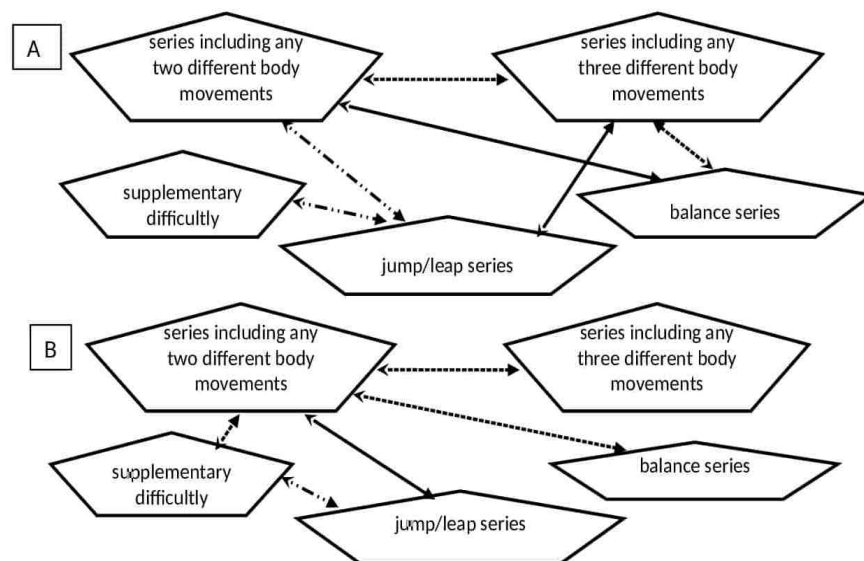 A
series including any
two different body
movements
series including any
three different body
movements
supplementary
difficultly
balance series
jump/leap series
B
series including any
two different body
movements
series including any
three different body
movements
supplementary
difficultly
balance series
jump/leap series